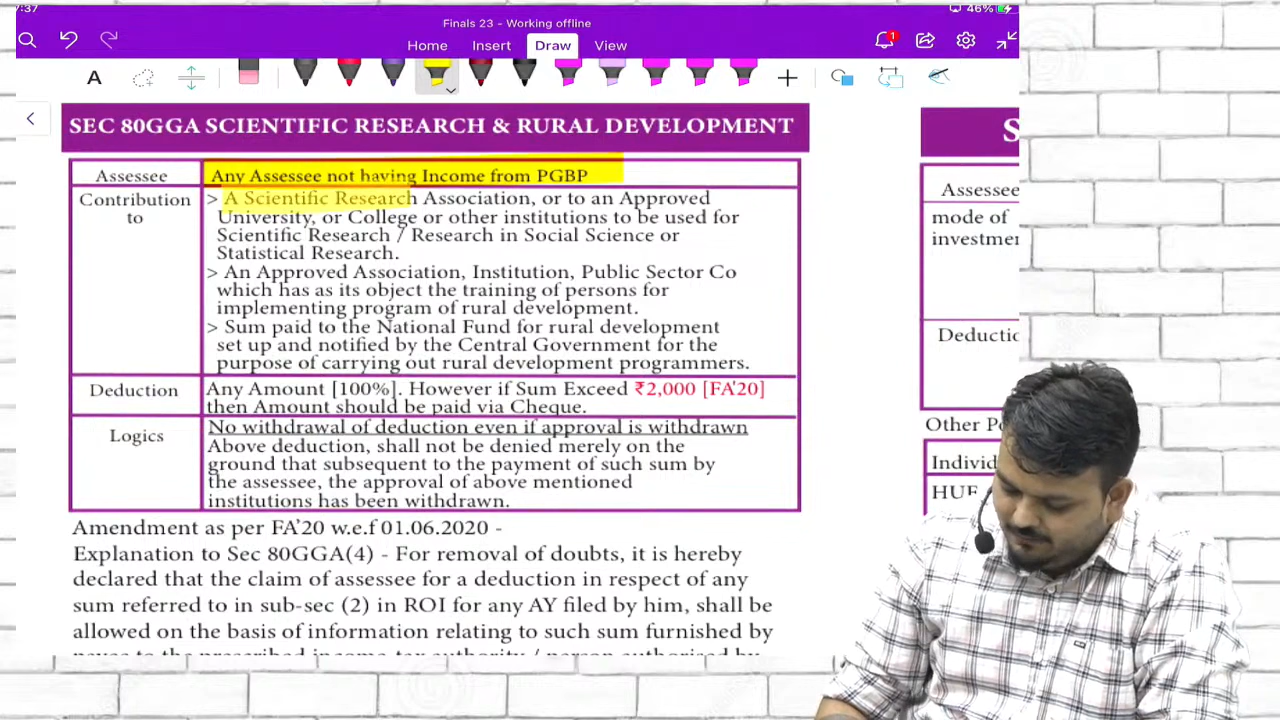 7:37
46%
Finals 23 - Working offline
Home Insert Draw View
1
A
SEC 80GGA SCIENTIFIC RESEARCH & RURAL DEVELOPMENT
S
Assessee Any Assessee not having Income from PGBP
Contribution to
> A Scientific Research Association, or to an Approved
University, or College or other institutions to be used for
Scientific Research / Research in Social Science or
Statistical Research.
> An Approved Association, Institution, Public Sector Co
which has as its object the training of persons for
implementing program of rural development.
> Sum paid to the National Fund for rural development
set up and notified by the Central Government for the
purpose of carrying out rural development programmers.
Deduction Any Amount [100%]. However if Sum Exceed ₹2,000 [FA'20]
then Amount should be paid via Cheque.
Logics No withdrawal of deduction even if approval is withdrawn
Above deduction, shall not be denied merely on the
ground that subsequent to the payment of such sum by
the assessee, the approval of above mentioned
institutions has been withdrawn.
Amendment as per FA'20 w.e.f 01.06.2020 -
Explanation to Sec 80GGA(4) - For removal of doubts, it is hereby
declared that the claim of assessee for a deduction in respect of any
sum referred to in sub-sec (2) in ROI for any AY filed by him, shall be
allowed on the basis of information relating to such sum furnished by
Assessee
mode of
investmen
Deductio
Other Po
Individ
HUF